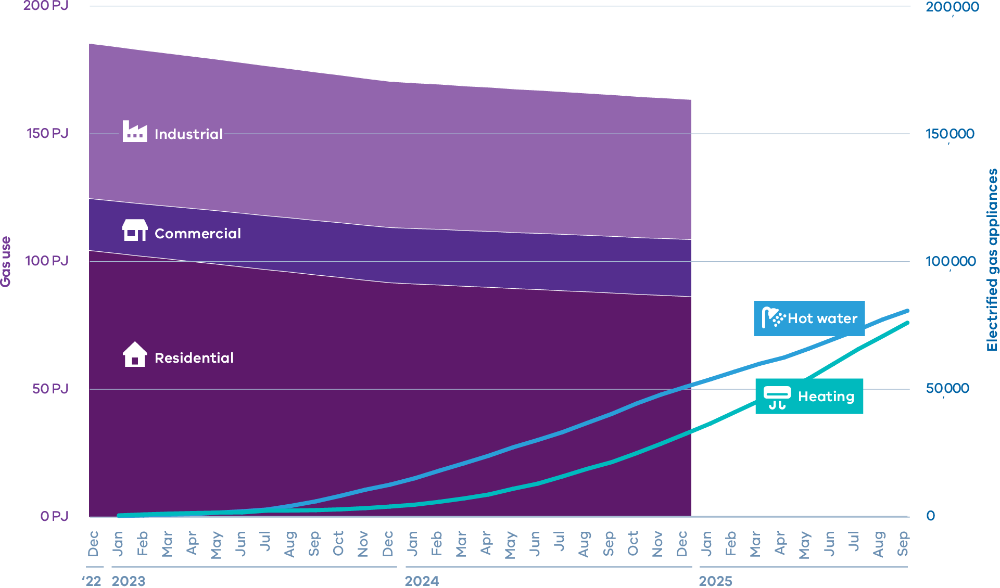 200 PJ
150 PJ
100 PJ
50 PJ
0 PJ
Gas use
Industrial
Commercial
Residential
Hot water
Heating
200,000
150,000
100,000
50,000
0
Electrified gas appliances
Dec Jan Feb Mar Apr May Jun Jul Aug Sep Oct Nov Dec Jan Feb Mar Apr May Jun Jul Aug Sep Oct Nov Dec Jan Feb Mar Apr May Jun Jul Aug Sep
‘22 2023 2024 2025